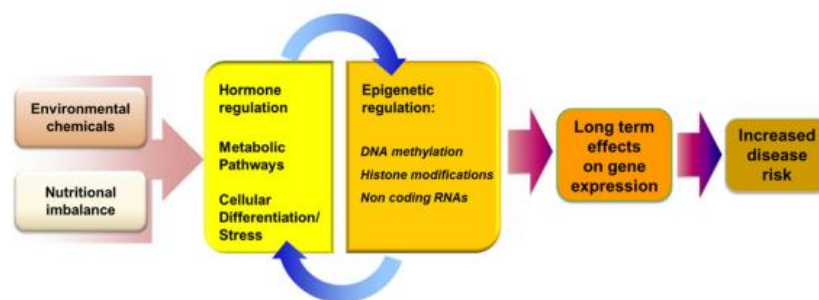 Environmental
chemicals
Nutritional
imbalance
Hormone
regulation
Metabolic
Pathways
Cellular
Differentiation/
Stress
Epigenetic
regulation:
DNA methylation
Histone modifications
Non coding RNAs
Long term
effects
on gene
expression
Increased
disease
risk